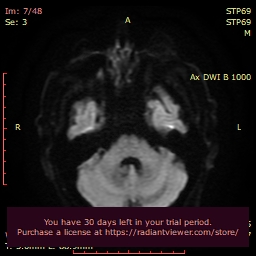 Im: 7/48
Se: 3
A
STP69
STP69
M
Ax DWI B 1000
R
L
You have 30 days left in your trial period.
Purchase a license at https://radiantviewer.com/store/